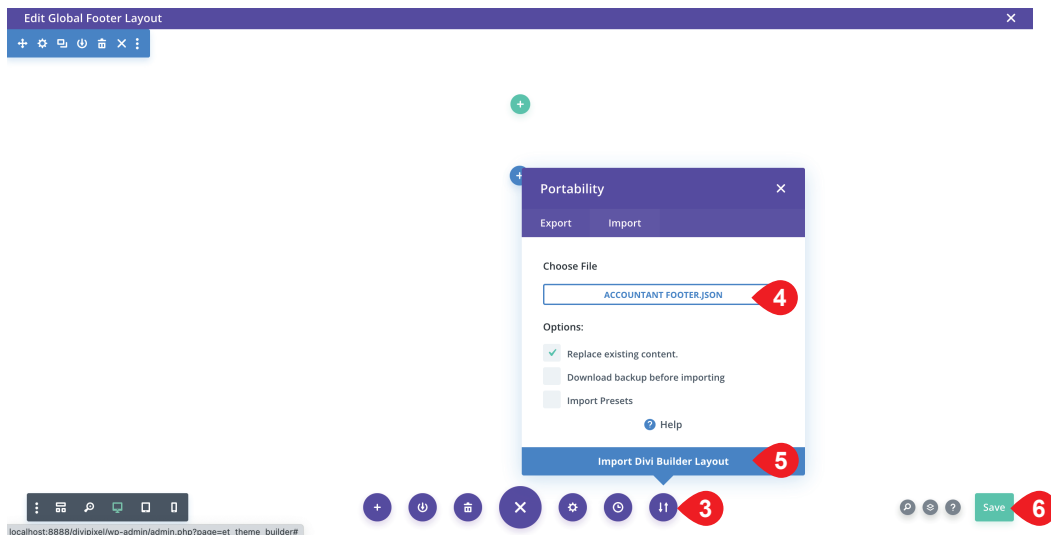 Edit Global Footer Layout
Portability
Export Import
Choose File
ACCOUNTANT FOOTER.JSON
4
Options:
Replace existing content.
Download backup before importing
Import Presets
? Help
Import Divi Builder Layout
5
3
?
Save
6
localhost:8888/divipixel/wp-admin/admin.php?page=et_theme_builder#